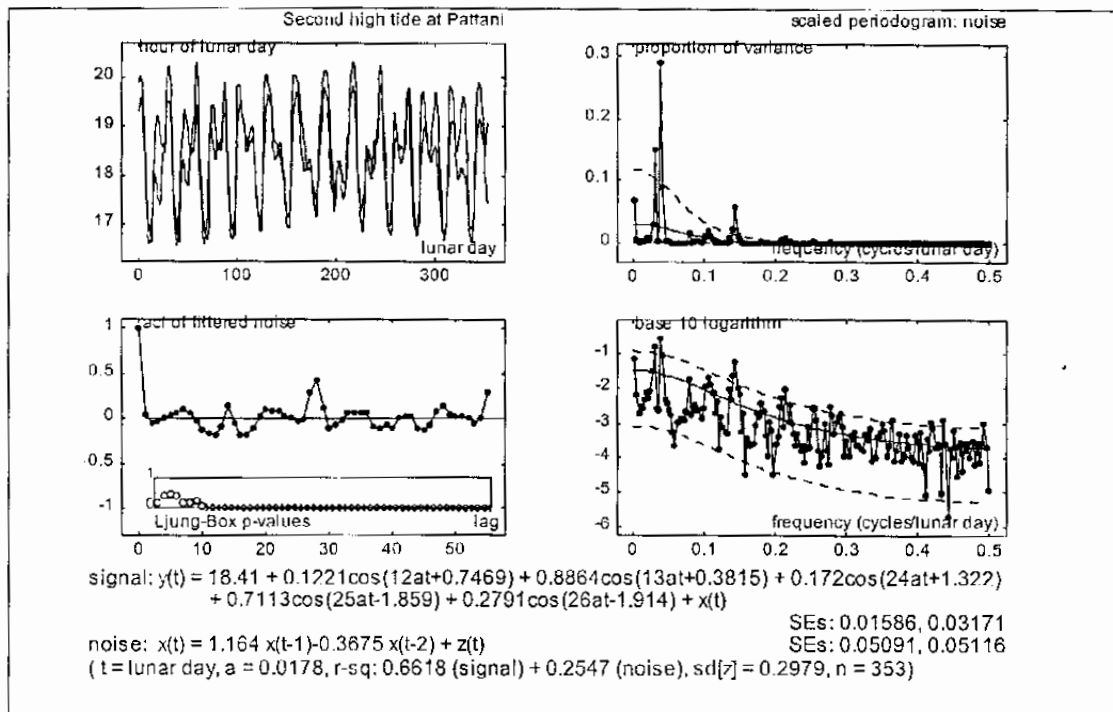 Second high tide at Pattani
hour of lunar day
20
19
18
17
lunar day
0 100 200 300
scaled periodogram: noise
proportion of variance
0.3
0.2
0.1
0
frequency (cycles/lunar day)
0 0.1 0.2 0.3 0.4 0.5
acf of filtered noise
1
0.5
0
-0.5
-1
1
0
Ljung-Box p-values lag
0 10 20 30 40 50
base 10 logarithm
-1
-2
-3
-4
-5
-6
frequency (cycles/lunar day)
0 0.1 0.2 0.3 0.4 0.5
signal: y(t) = 18.41 + 0.1221cos(12at+0.7469) + 0.8864cos(13at+0.3815) + 0.172cos(24at+1.322)
+ 0.7113cos(25at-1.859) + 0.2791cos(26at-1.914) + x(t)
SEs: 0.01586, 0.03171
noise: x(t) = 1.164 x(t-1)-0.3675 x(t-2) + z(t) SEs: 0.05091, 0.05116
( t = lunar day, a = 0.0178, r-sq: 0.6618 (signal) + 0.2547 (noise), sd[z] = 0.2979, n = 353)